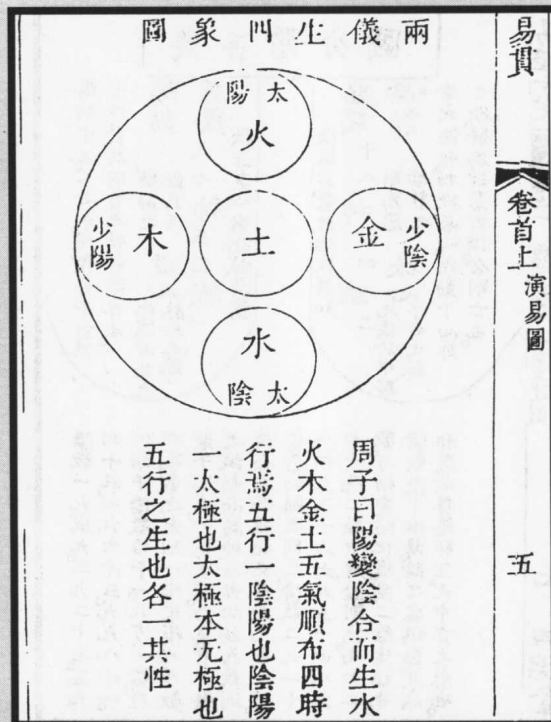 易貫
卷首上
演易圖
五
兩儀生四象圖
太陽
火
少陰
金
土
木
少陽
水
太陰
周子曰陽變陰合而生水
火木金土五氣順布四時
行焉五行一陰陽也陰陽
一太極也太極本无極也
五行之生也各一其性